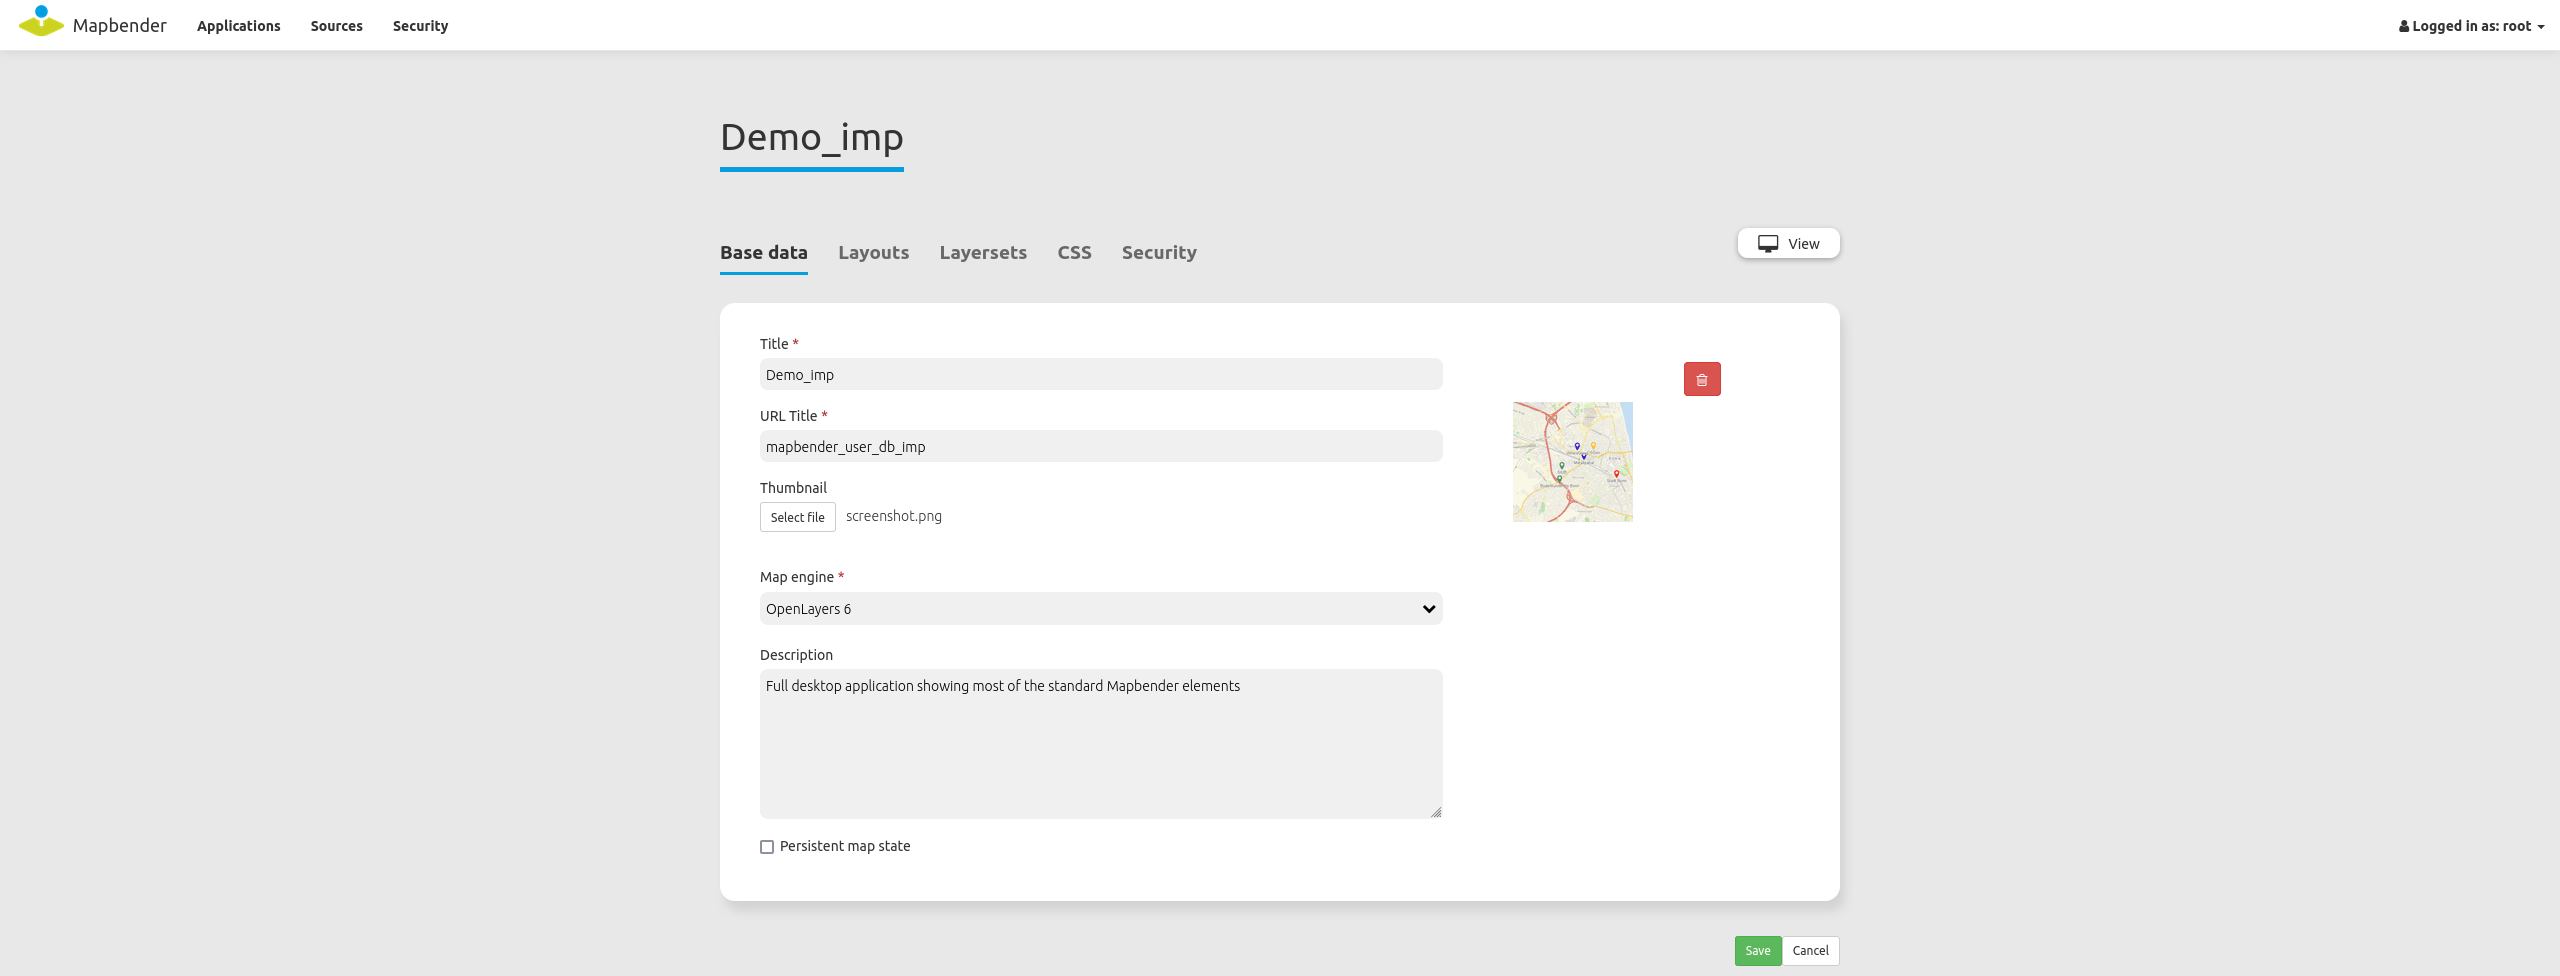 Mapbender Applications Sources Security Logged in as: root
Demo_imp
Base data Layouts Layersets CSS Security View
Title *
Demo_imp
URL Title *
mapbender_user_db_imp
Thumbnail
Select file screenshot.png
Map engine *
OpenLayers 6
Description
Full desktop application showing most of the standard Mapbender elements
Persistent map state
Save Cancel